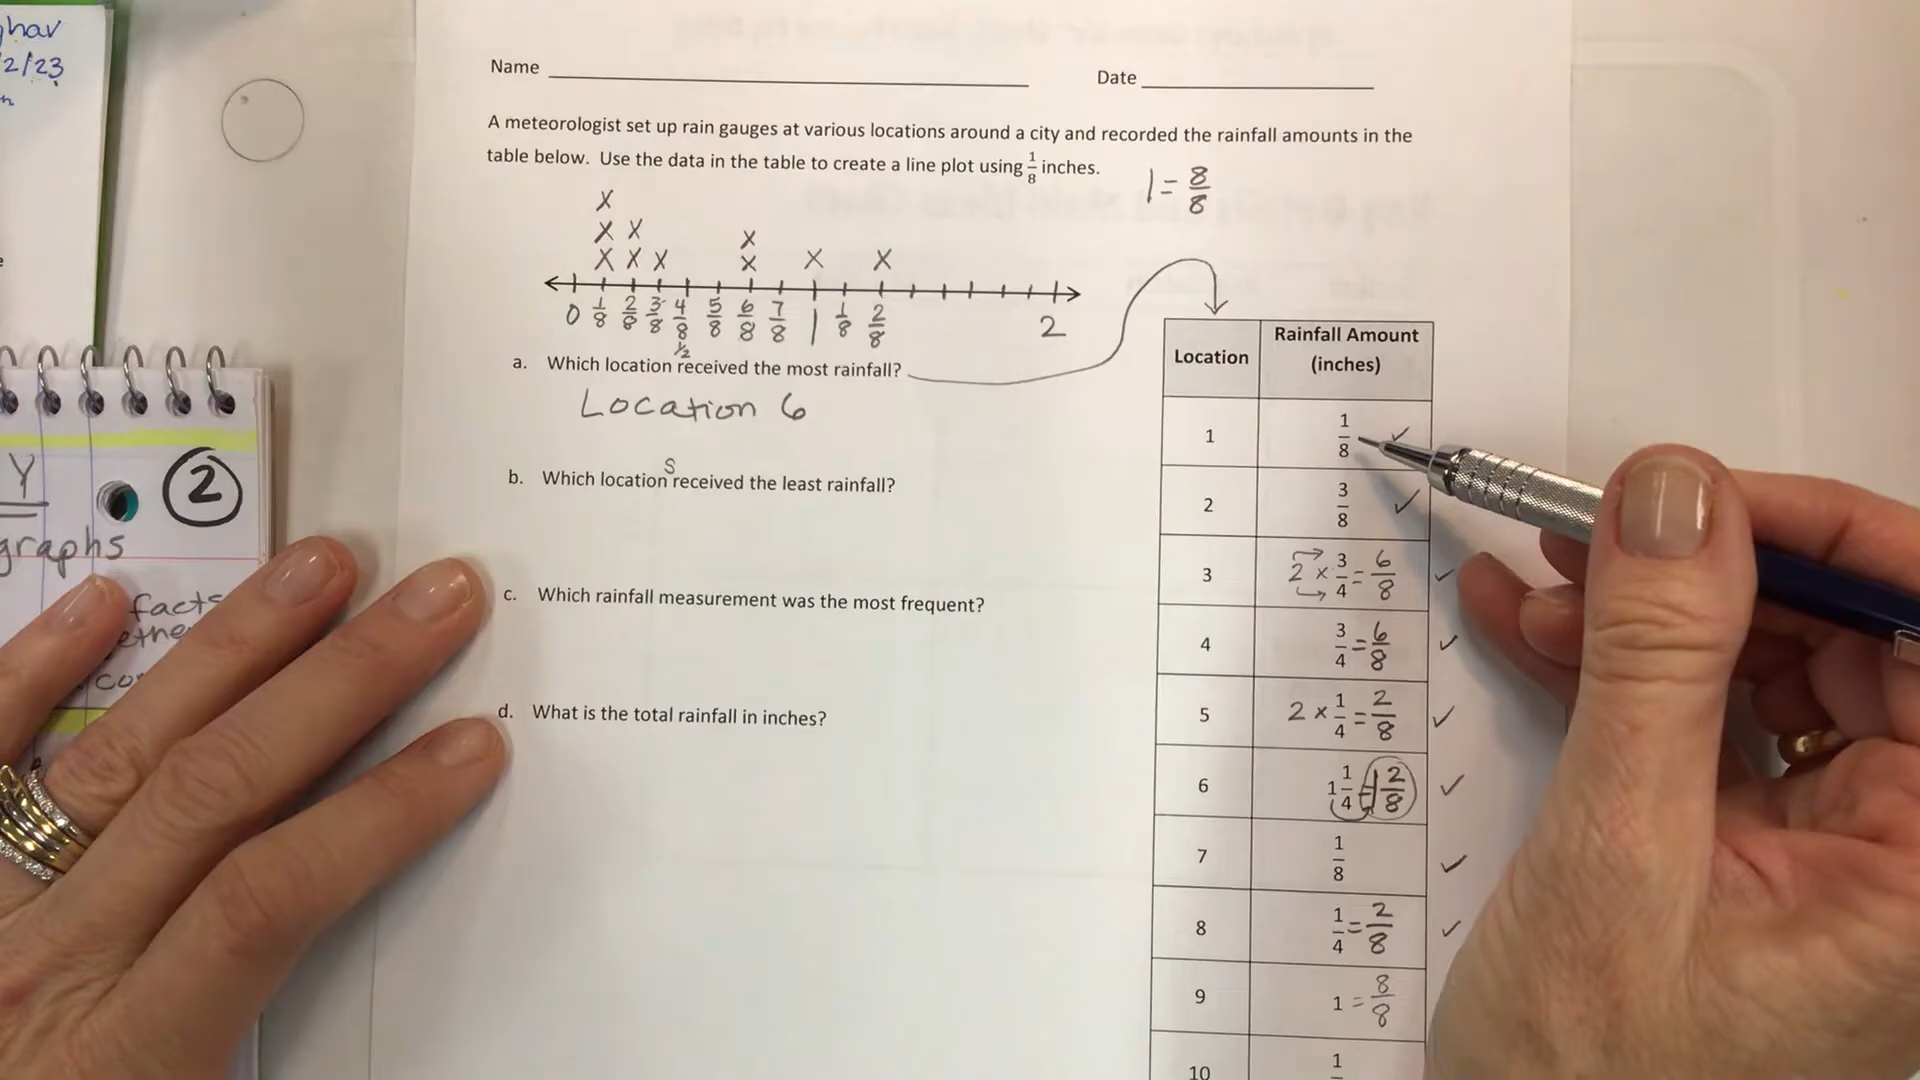 ghav
2/23
Y
2
graphs
facts
ethe
cor
Name Date
A meteorologist set up rain gauges at various locations around a city and recorded the rainfall amounts in the
table below. Use the data in the table to create a line plot using 1/8 inches.
1 = 8/8
X
X X X
X X X X X X
0 1/8 2/8 3/8 4/8 5/8 6/8 7/8 1 1/8 2/8 2
1/2
a. Which location received the most rainfall?
Location 6
b. Which locations received the least rainfall?
c. Which rainfall measurement was the most frequent?
d. What is the total rainfall in inches?
Location Rainfall Amount (inches)
1 1/8 ✓
2 3/8 ✓
3 2 × 3/4 = 6/8 ✓
4 3/4 = 6/8 ✓
5 2 × 1/4 = 2/8 ✓
6 1 1/4 = 1 2/8 ✓
7 1/8 ✓
8 1/4 = 2/8 ✓
9 1 = 8/8
10 1